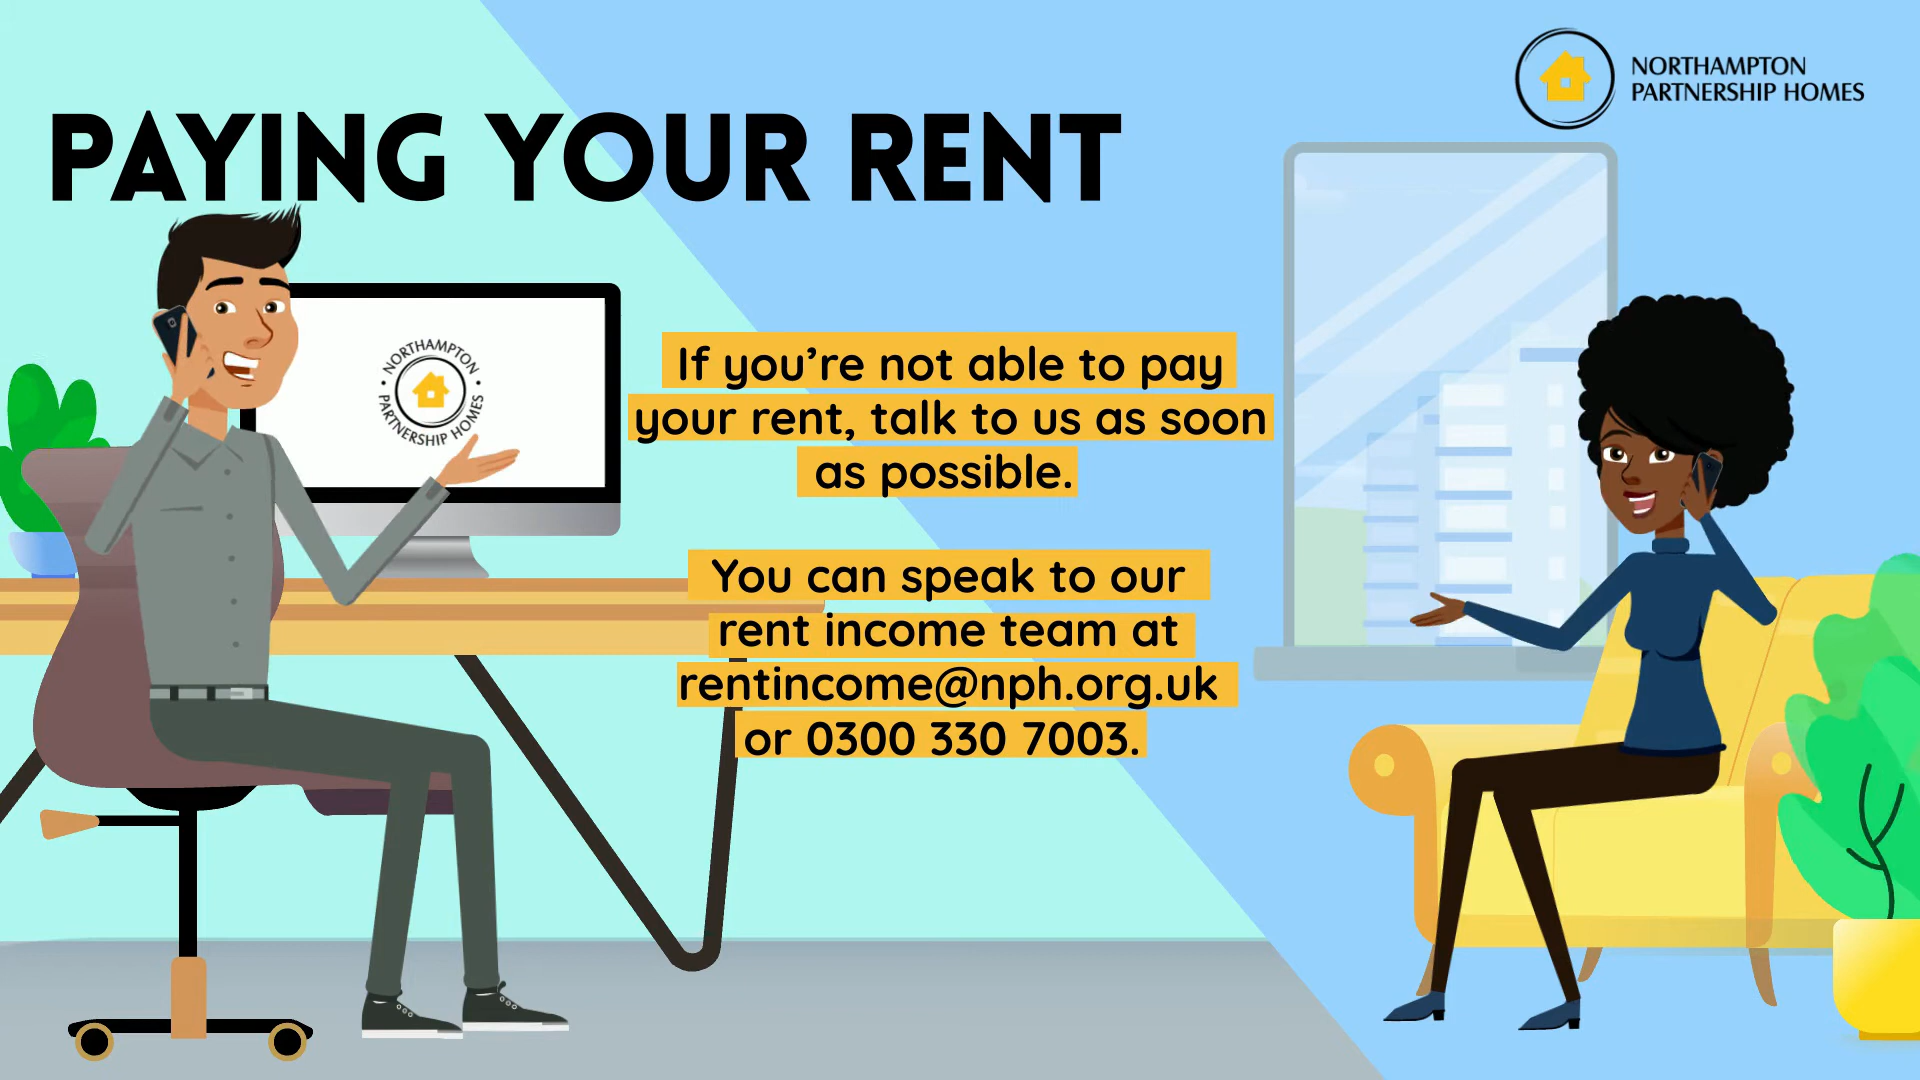 NORTHAMPTON
PARTNERSHIP HOMES
PAYING YOUR RENT
NORTHAMPTON
PARTNERSHIP HOMES
If you’re not able to pay
your rent, talk to us as soon
as possible.
You can speak to our
rent income team at
rentincome@nph.org.uk
or 0300 330 7003.